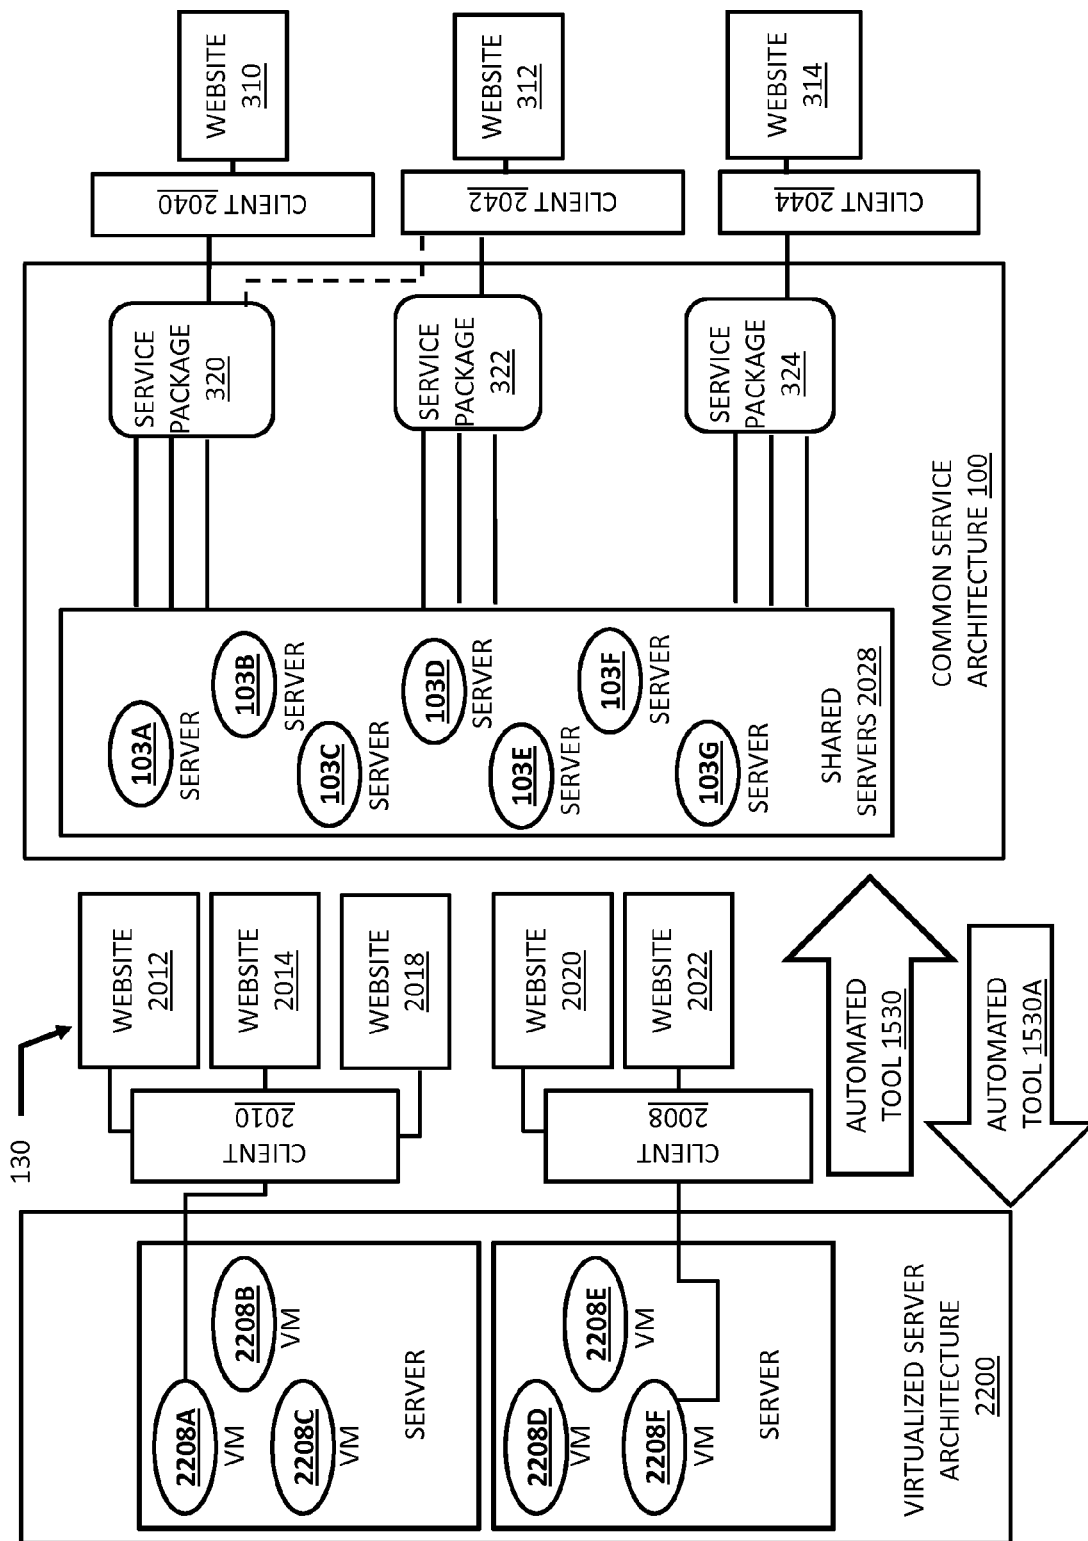 130
WEBSITE
2012
WEBSITE
2014
WEBSITE
2018
CLIENT
2010
WEBSITE
2020
WEBSITE
2022
CLIENT
2008
2208A
VM
2208B
VM
2208C
VM
SERVER
2208D
VM
2208E
VM
2208F
VM
SERVER
VIRTUALIZED SERVER
ARCHITECTURE
2200
AUTOMATED
TOOL 1530
AUTOMATED
TOOL 1530A
103A
SERVER
103B
SERVER
103C
SERVER
103D
SERVER
103E
SERVER
103F
SERVER
103G
SERVER
SHARED
SERVERS 2028
SERVICE
PACKAGE
320
SERVICE
PACKAGE
322
SERVICE
PACKAGE
324
COMMON SERVICE
ARCHITECTURE 100
CLIENT 2040
WEBSITE
310
CLIENT 2042
WEBSITE
312
CLIENT 2044
WEBSITE
314